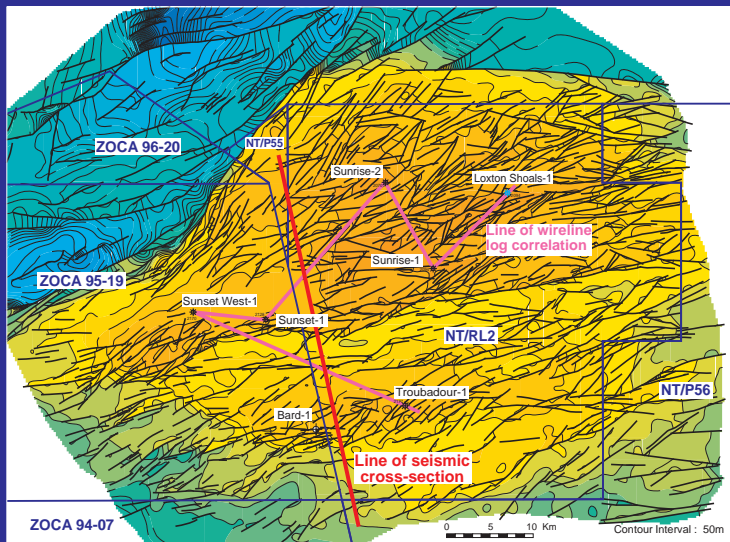 NT/P55
ZOCA 96-20
Sunrise-2
Loxton Shoals-1
Line of wireline
log correlation
Sunrise-1
ZOCA 95-19
Sunset West-1
Sunset-1
NT/RL2
Troubadour-1
NT/P56
Bard-1
Line of seismic
cross-section
ZOCA 94-07
0 5 10 Km
Contour Interval : 50m